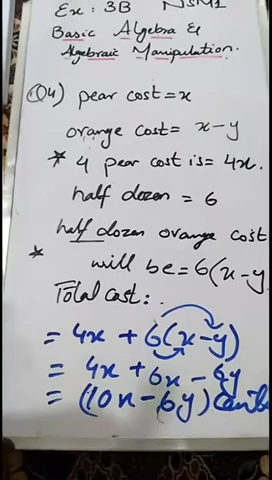 Ex: 3B NSM1
Basic Algebra &
Algebraic Manipulation.
Q4) pear cost = x
orange cost = x-y
* 4 pear cost is = 4x.
half dozen = 6
half dozen orange cost
* will be = 6(x-y
Total cost:.
= 4x + 6(x-y)
= 4x + 6x - 6y
= (10x - 6y)